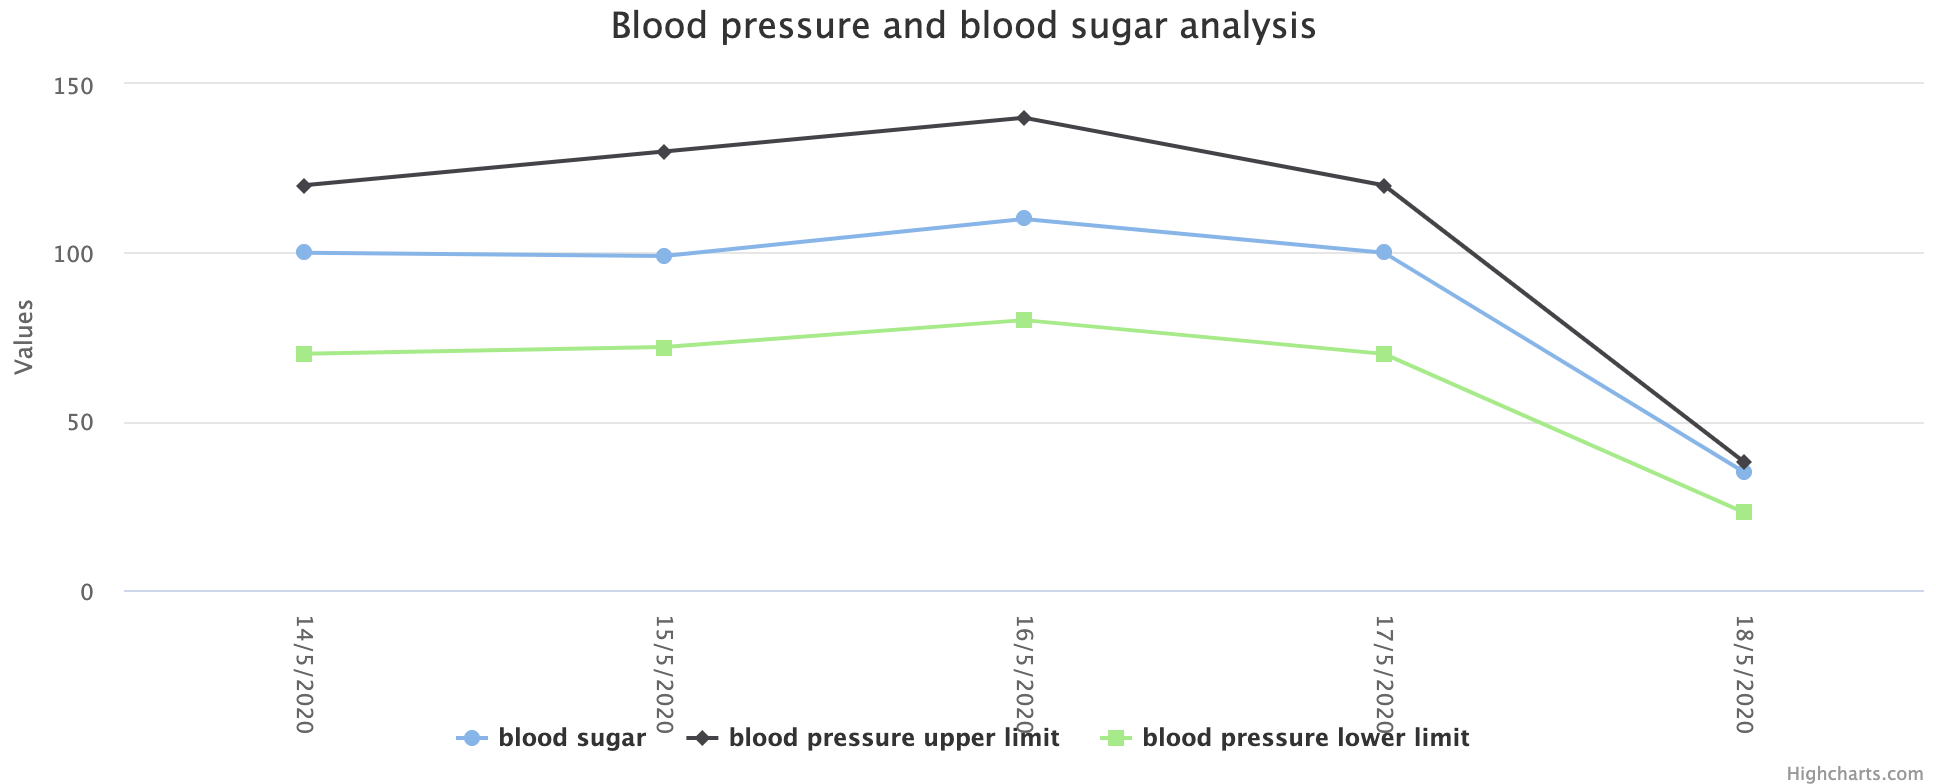 Blood pressure and blood sugar analysis
Values
150
100
50
0
14/5/2020
15/5/2020
16/5/2020
17/5/2020
18/5/2020
blood sugar
blood pressure upper limit
blood pressure lower limit
Highcharts.com